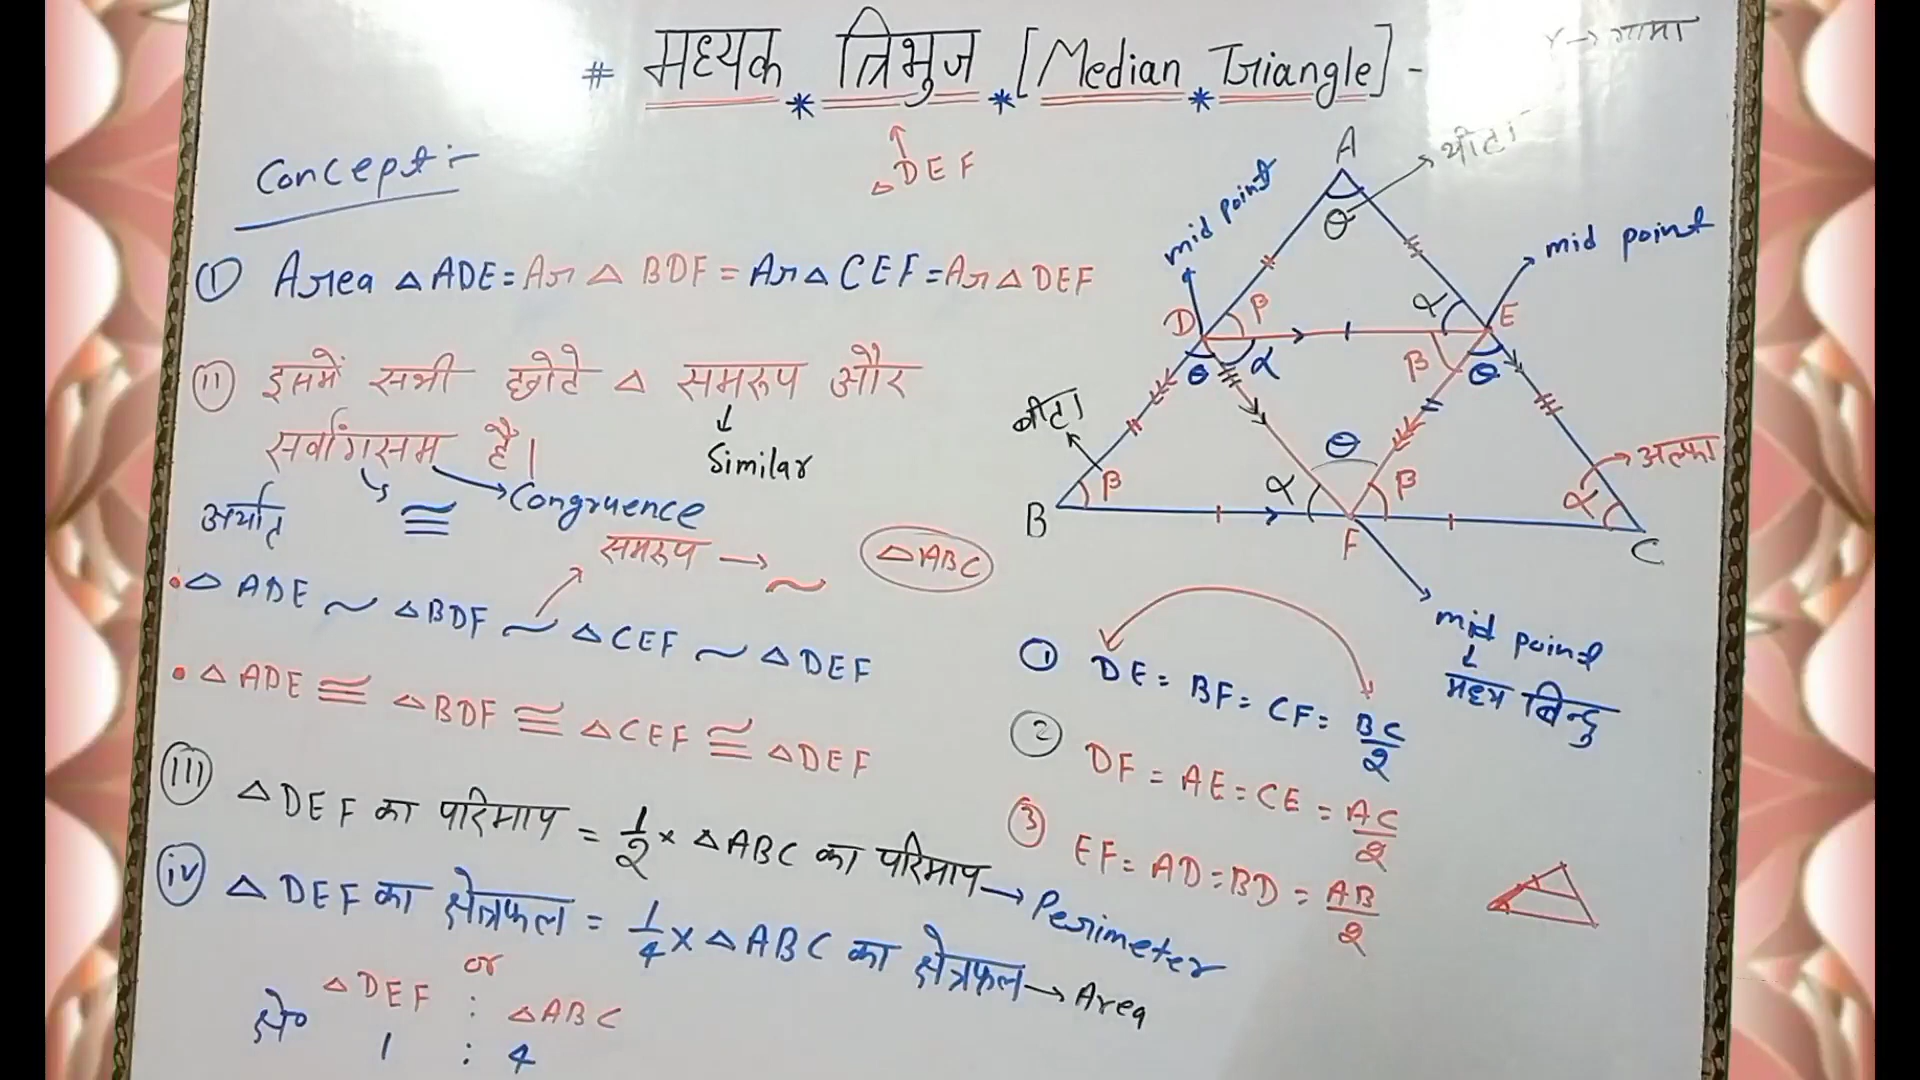 # मध्यक त्रिभुज [Median Triangle] -
γ → गामा
△DEF
Concept :-
① Area △ADE = Ar △ BDF = Ar △ CEF = Ar △ DEF
⑪ इसमें सभी छोटे △ समरूप और
Similar
सर्वांगसम है।
अर्थात ≅ Congruence
समरूप → ~ △ABC
• △ ADE ~ △BDF ~ △CEF ~ △DEF
• △ ADE ≅ △BDF ≅ △CEF ≅ △DEF
(iii) △DEF का परिमाप = 1/2 × △ABC का परिमाप → Perimeter
(iv) △DEF का क्षेत्रफल = 1/4 × △ABC का क्षेत्रफल → Area
or
क्षे० △DEF : △ABC
1 : 4
A
थीटा
θ
mid point
mid point
D β α E
θ α β θ
बीटा
θ
अल्फा
B β α β α C
F
mid point
मध्य बिन्दु
① DE = BF = CF = BC/2
② DF = AE = CE = AC/2
③ EF = AD = BD = AB/2